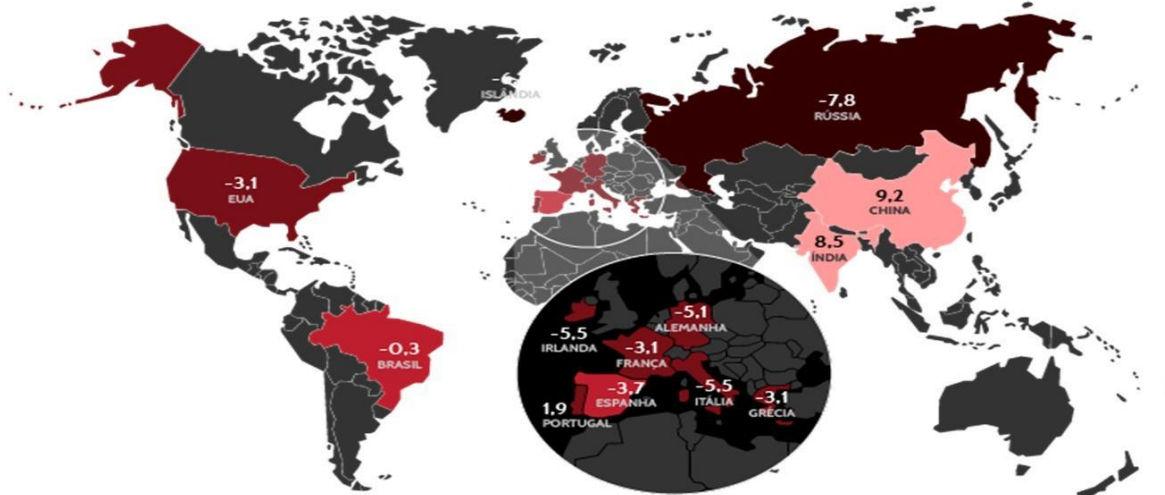 -6
ISLÂNDIA
-7,8
RÚSSIA
-3,1
EUA
9,2
CHINA
8,5
ÍNDIA
-0,3
BRASIL
-5,5
IRLANDA
-5,1
ALEMANHA
-3,1
FRANÇA
-3,7
ESPANHA
-5,5
ITÁLIA
-3,1
GRÉCIA
1,9
PORTUGAL